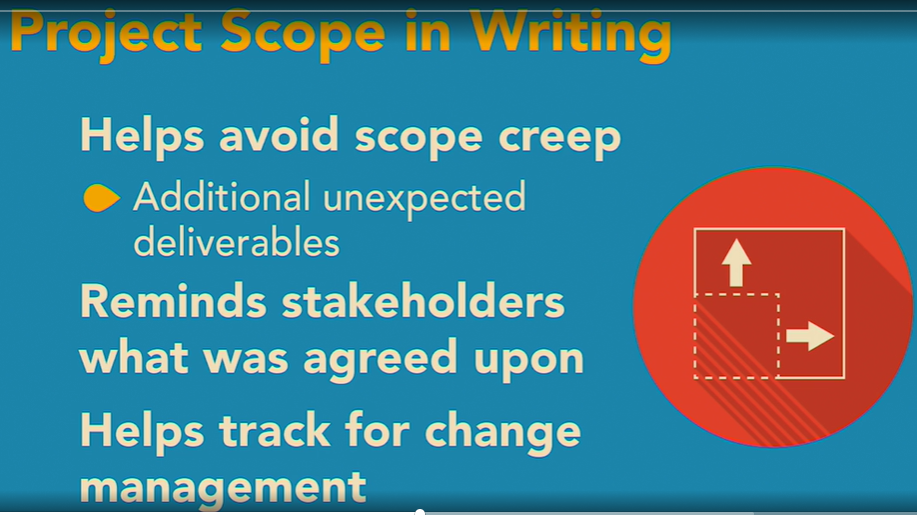 Project Scope in Writing
Helps avoid scope creep
Additional unexpected
deliverables
Reminds stakeholders
what was agreed upon
Helps track for change
management